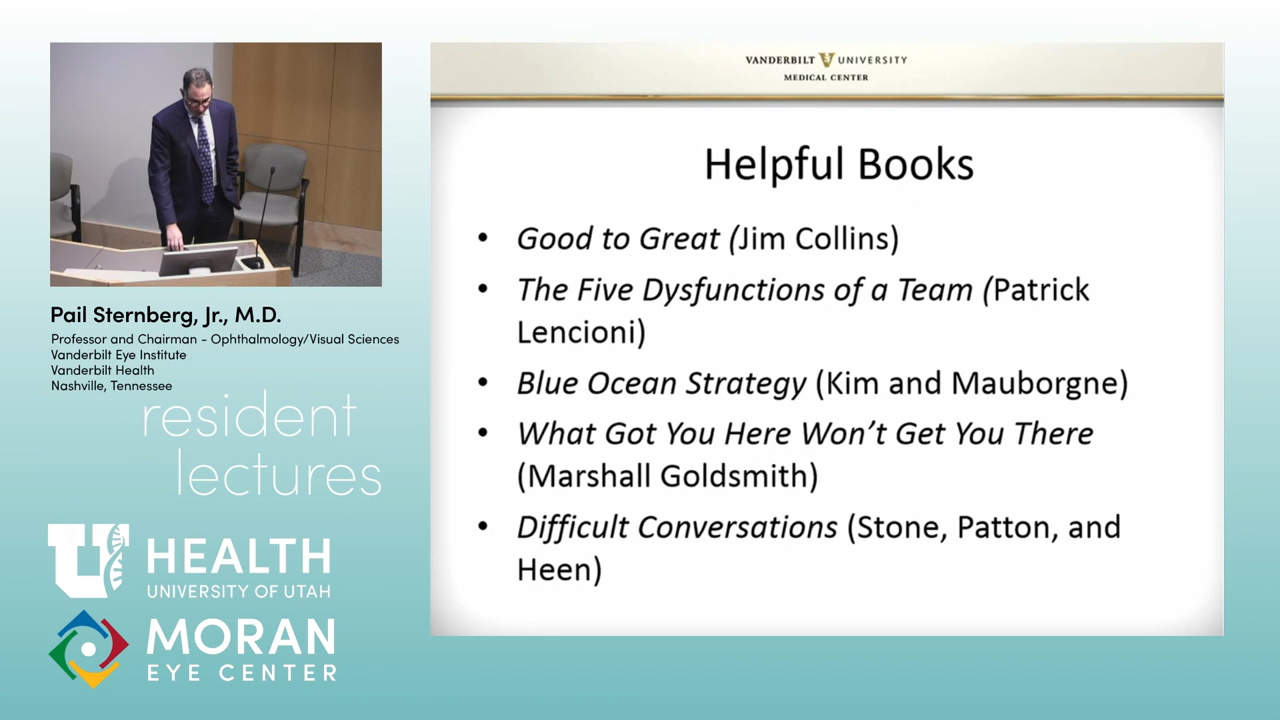 Pail Sternberg, Jr., M.D.
Professor and Chairman - Ophthalmology/Visual Sciences
Vanderbilt Eye Institute
Vanderbilt Health
Nashville, Tennessee
resident
lectures
U
HEALTH
UNIVERSITY OF UTAH
MORAN
EYE CENTER
VANDERBILT V UNIVERSITY
MEDICAL CENTER
Helpful Books
• Good to Great (Jim Collins)
• The Five Dysfunctions of a Team (Patrick
Lencioni)
• Blue Ocean Strategy (Kim and Mauborgne)
• What Got You Here Won’t Get You There
(Marshall Goldsmith)
• Difficult Conversations (Stone, Patton, and
Heen)